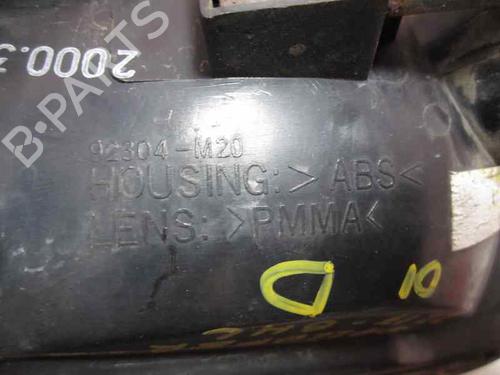 2000.3
B-PARTS
92304-M20
HOUSING: >ABS<
LENS: >PMMA<
D 10